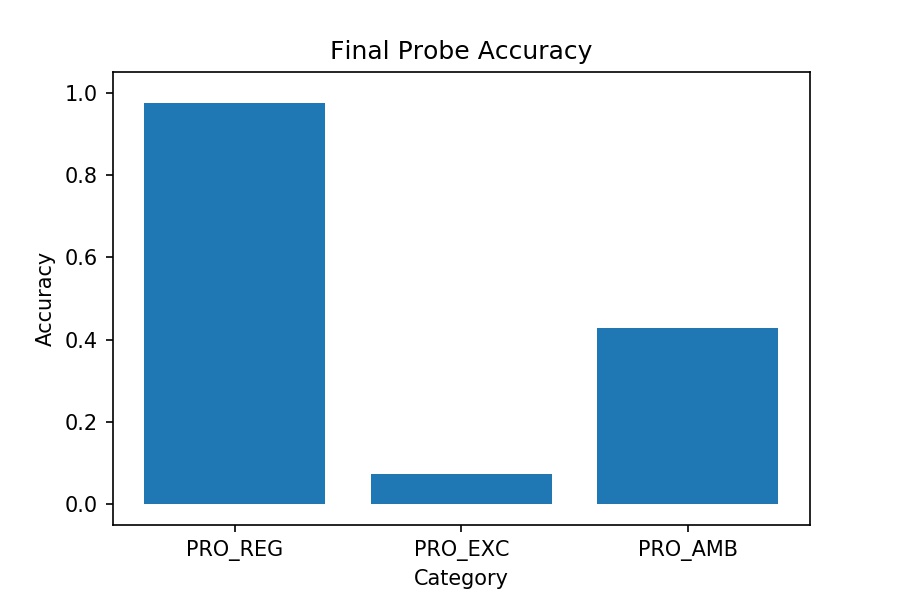 Final Probe Accuracy
1.0
0.8
0.6
0.4
0.2
0.0
Accuracy
PRO_REG
PRO_EXC
PRO_AMB
Category